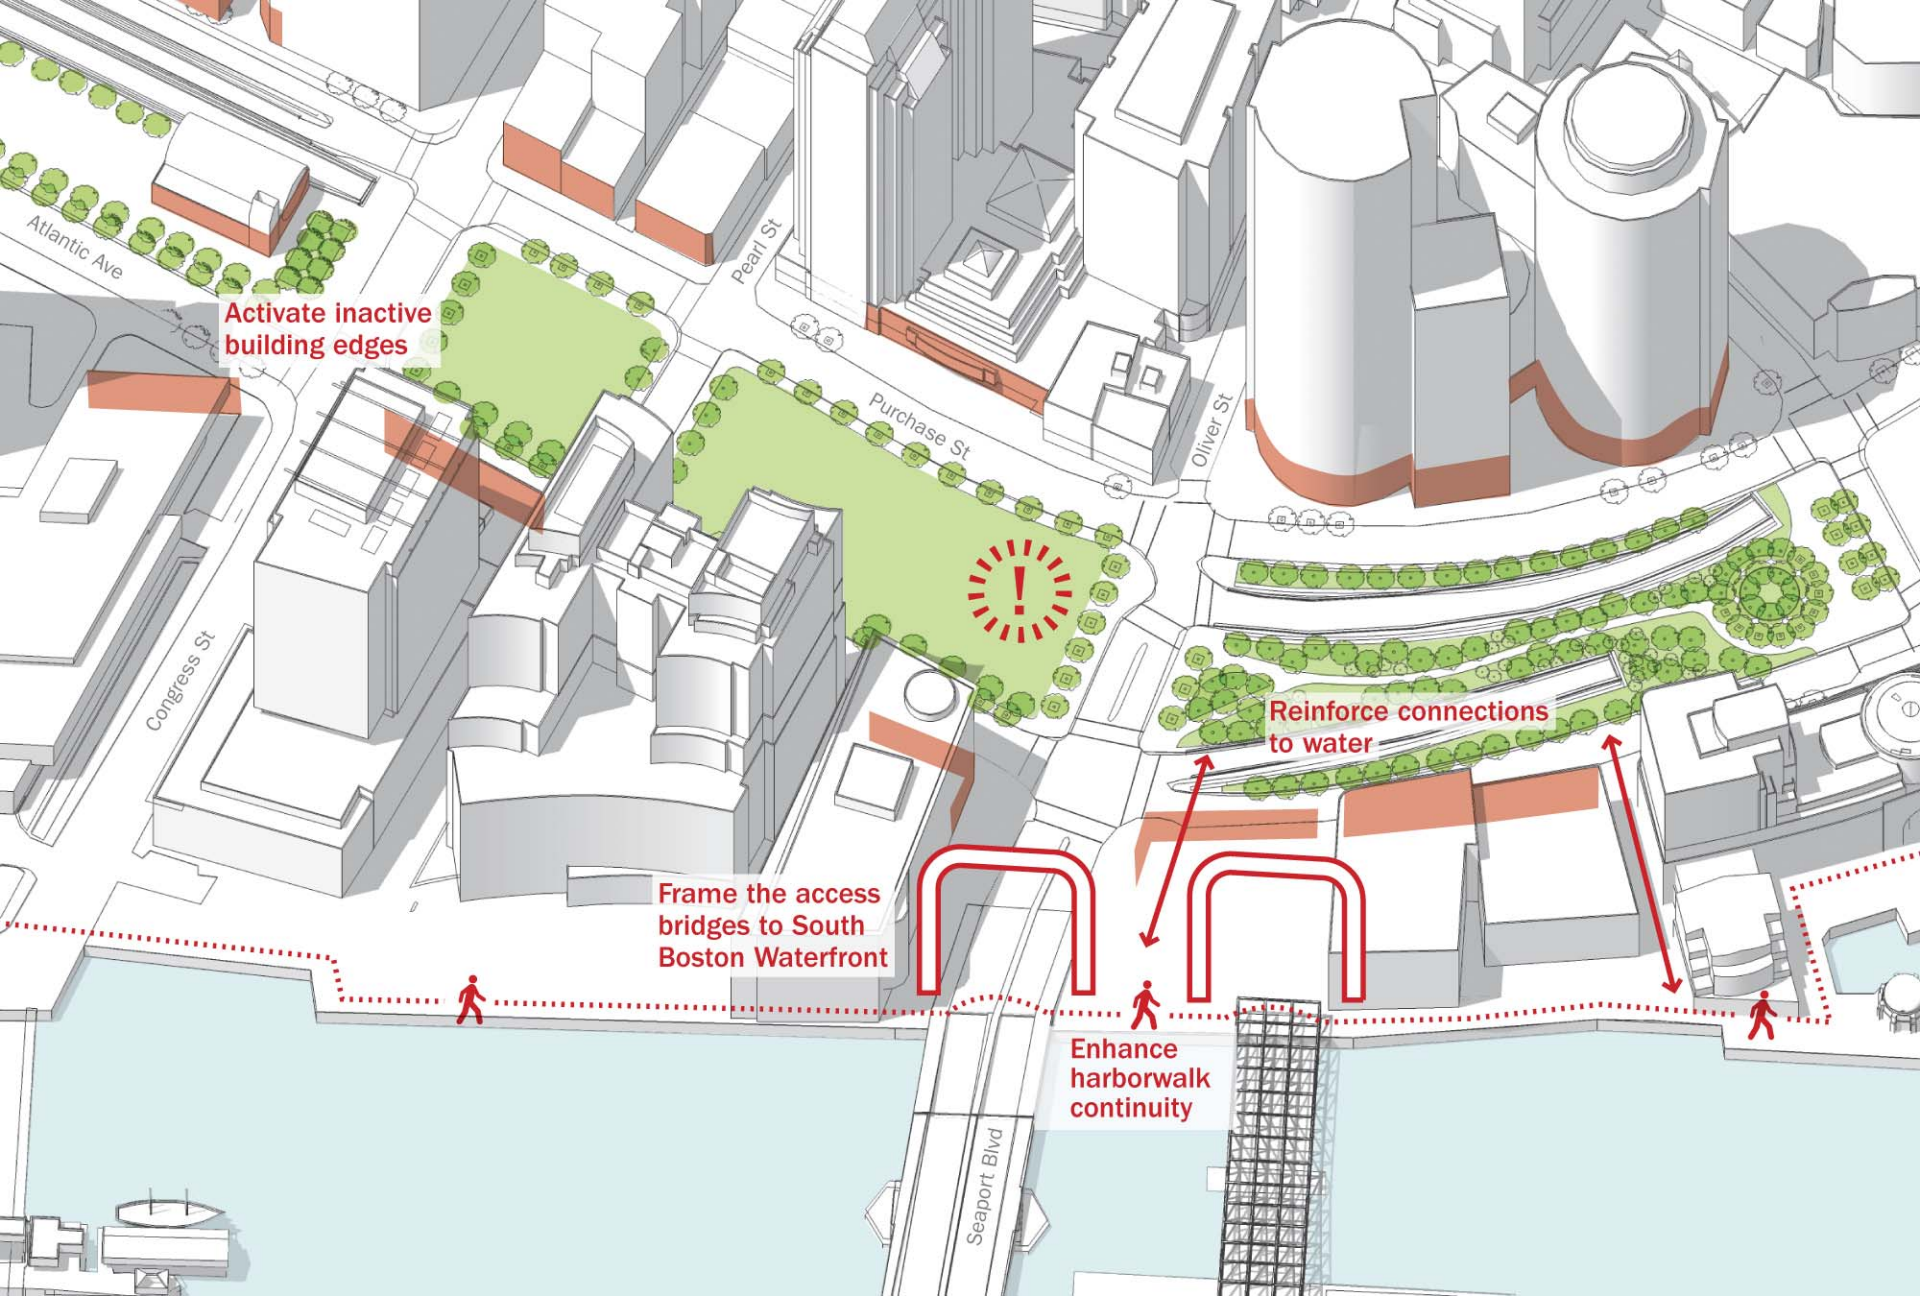 Atlantic Ave
Pearl St
Activate inactive
building edges
Purchase St
Oliver St
!
Congress St
Reinforce connections
to water
Frame the access
bridges to South
Boston Waterfront
Enhance
harborwalk
continuity
Seaport Blvd